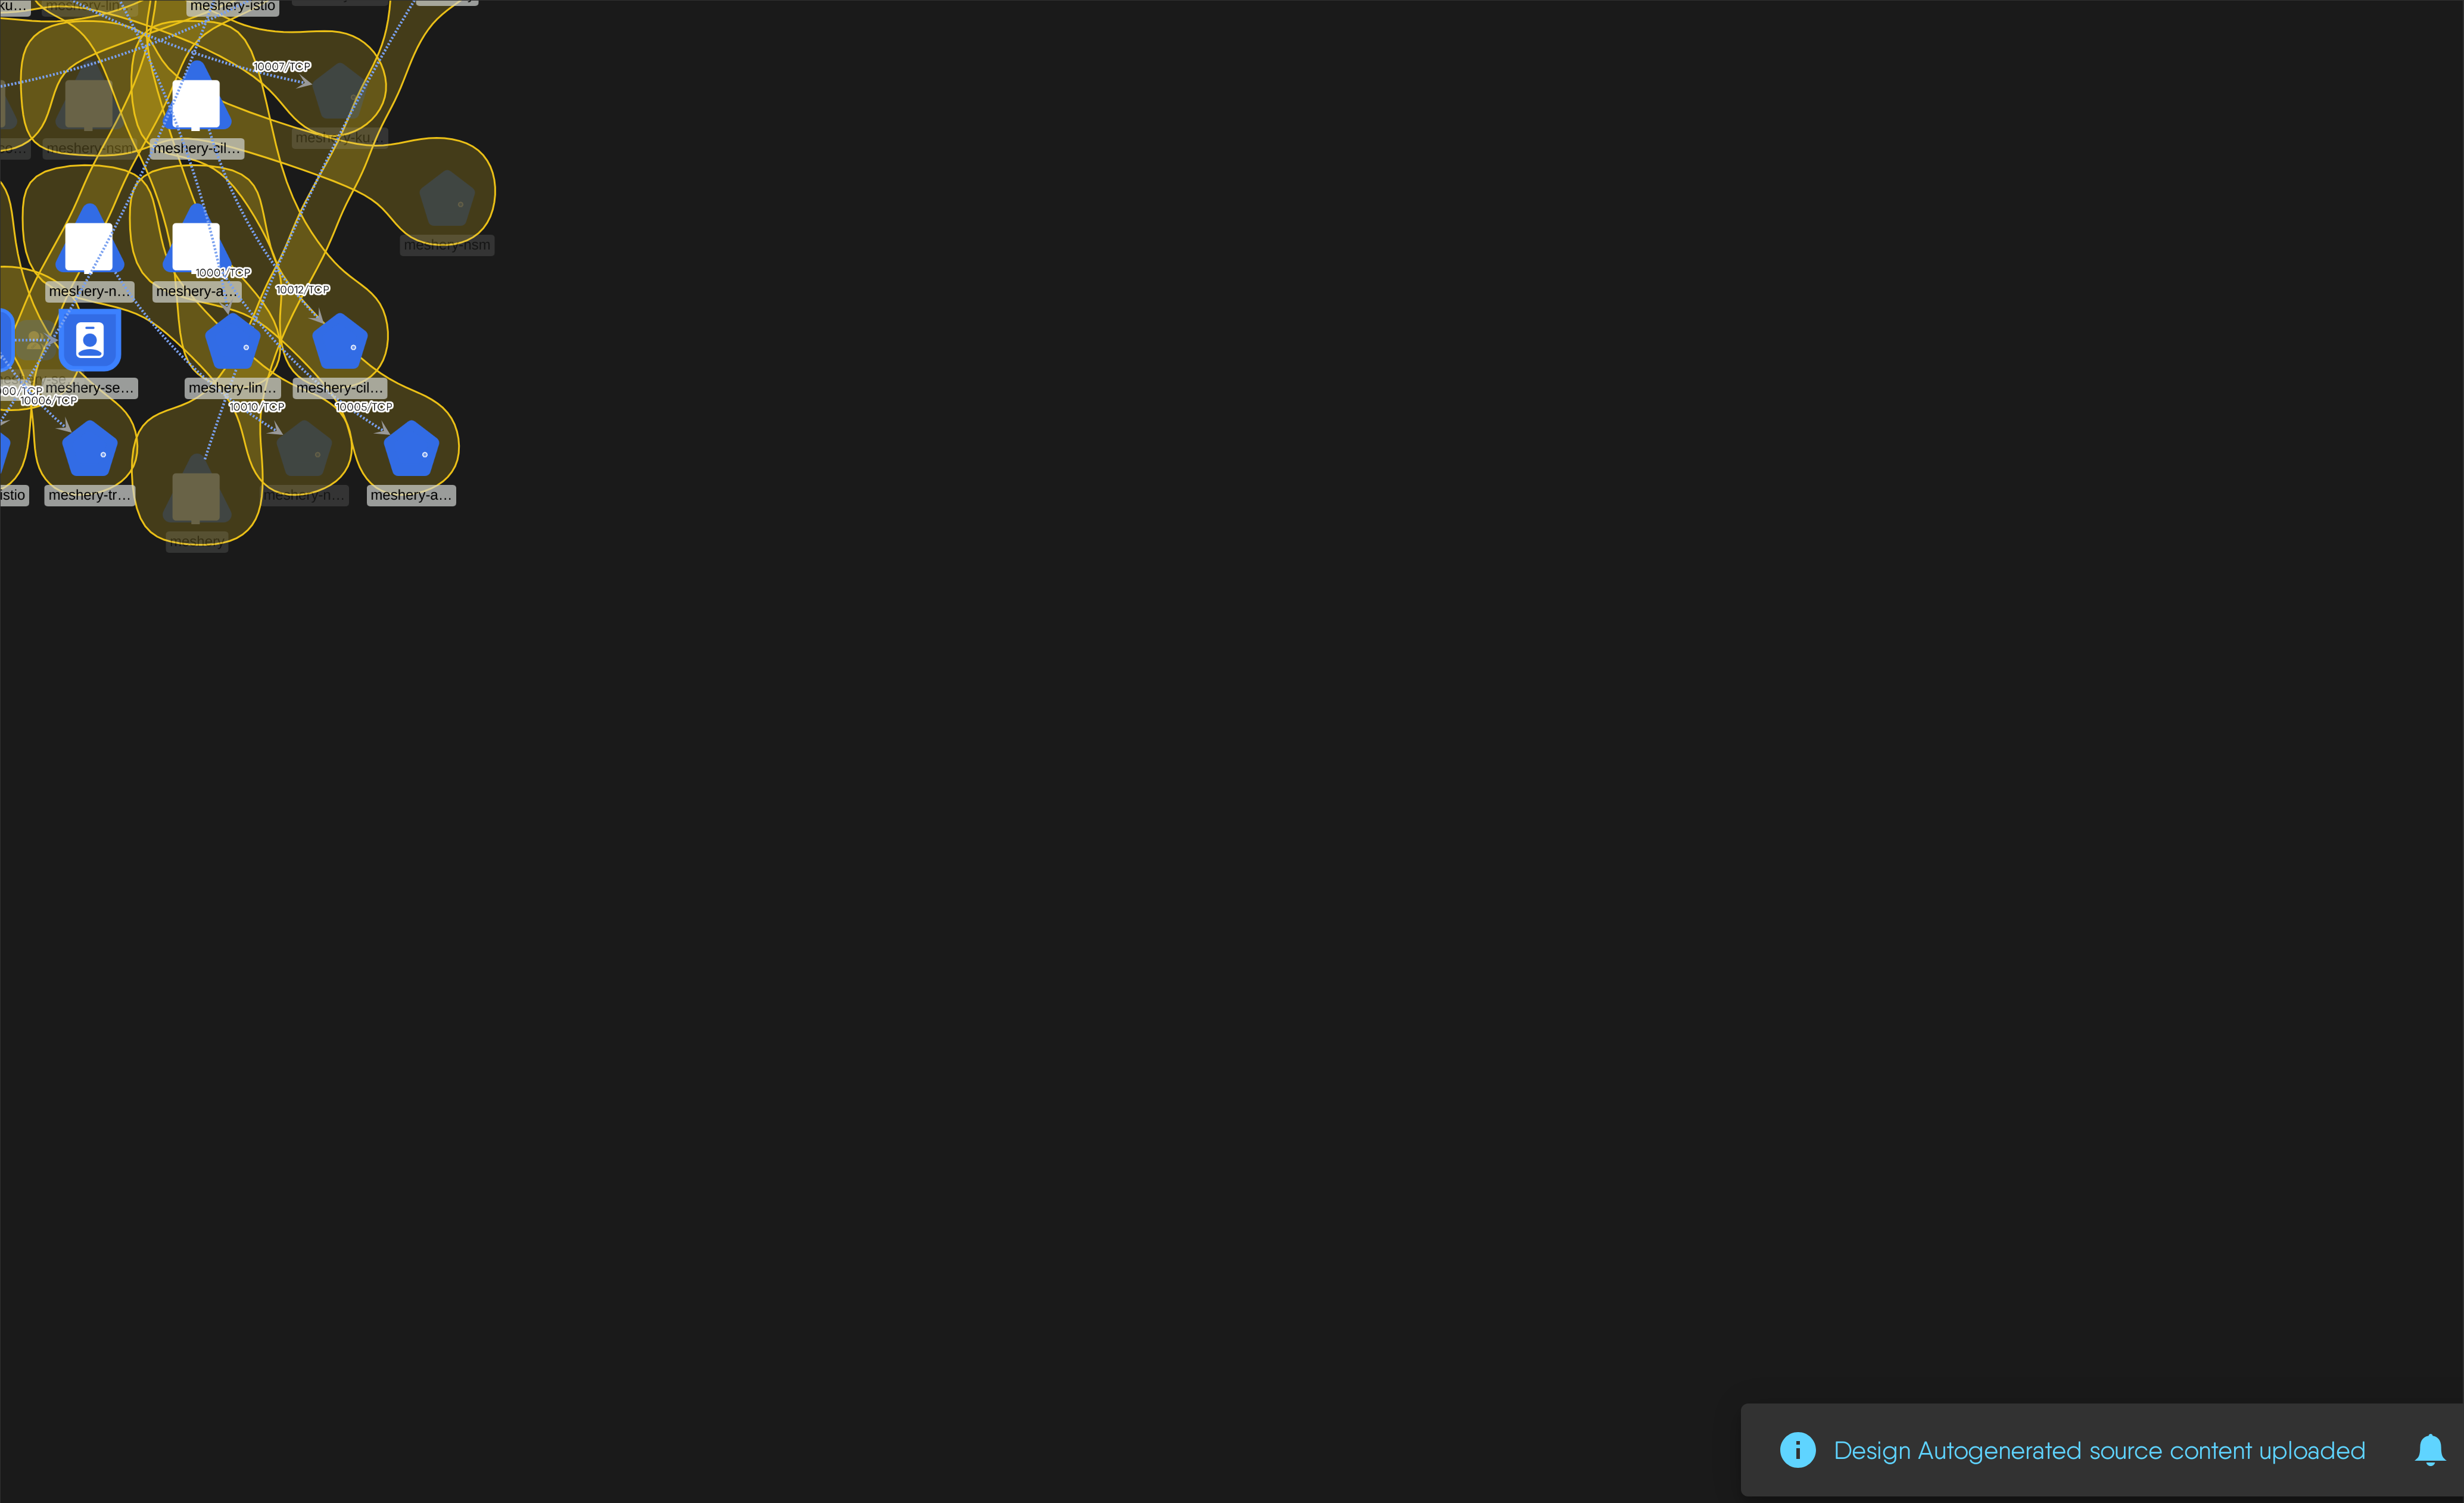 ku…
meshery-lin…
meshery-istio
10007/TCP
co…
meshery-nsm
meshery-cil…
meshery-ku…
meshery-nsm
10001/TCP
meshery-n…
meshery-a…
10012/TCP
meshery-se…
meshery-lin…
meshery-cil…
00/TCP
10006/TCP
10010/TCP
10005/TCP
istio
meshery-tr…
meshery-n…
meshery-a…
meshery
Design Autogenerated source content uploaded